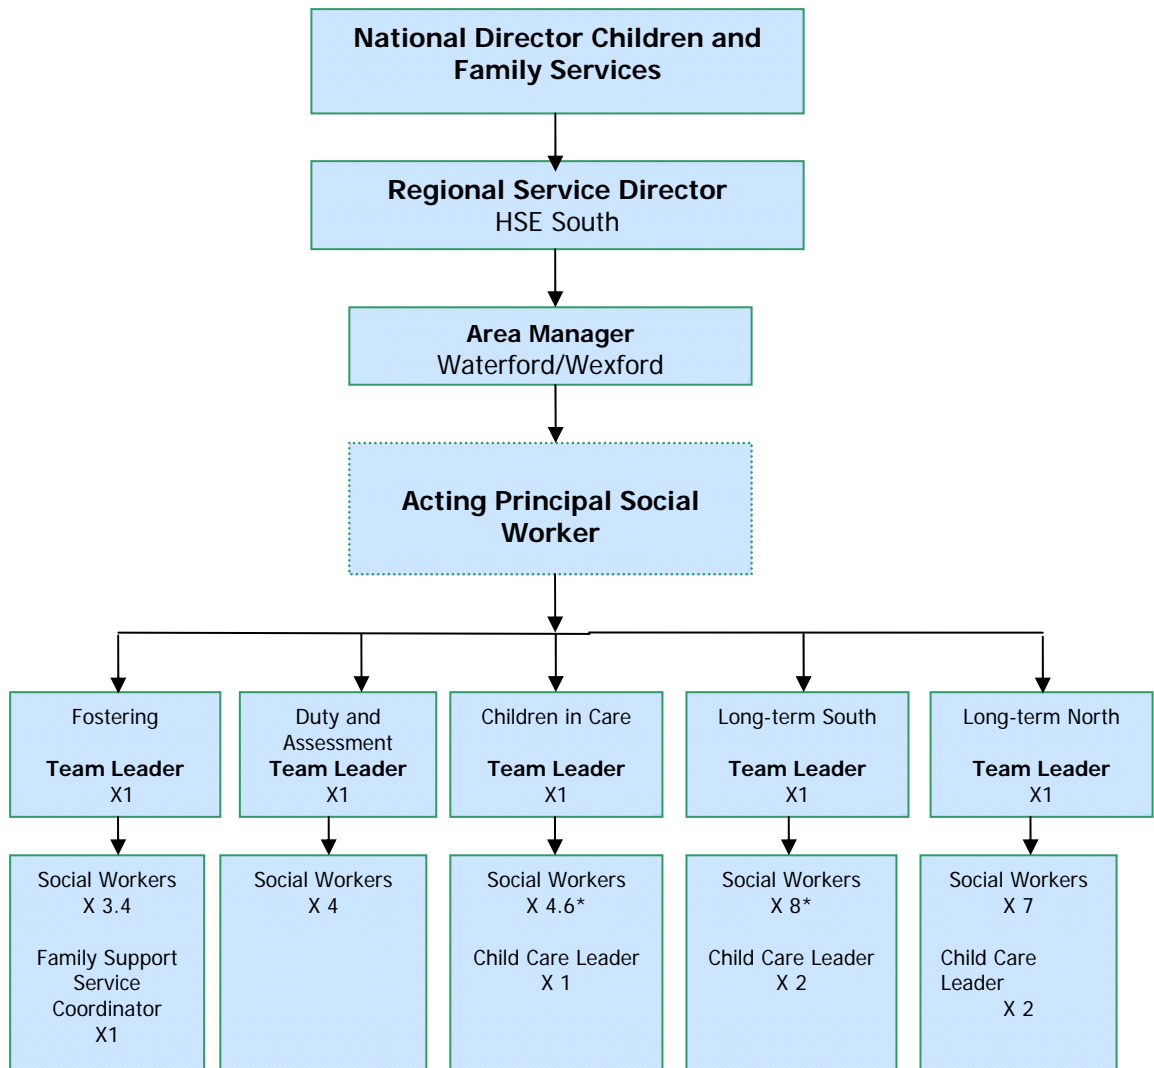 National Director Children and
Family Services
Regional Service Director
HSE South
Area Manager
Waterford/Wexford
Acting Principal Social
Worker
Fostering
Team Leader
X1
Duty and
Assessment
Team Leader
X1
Children in Care
Team Leader
X1
Long-term South
Team Leader
X1
Long-term North
Team Leader
X1
Social Workers
X 3.4
Family Support
Service
Coordinator
X1
Social Workers
X 4
Social Workers
X 4.6*
Child Care Leader
X 1
Social Workers
X 8*
Child Care Leader
X 2
Social Workers
X 7
Child Care
Leader
X 2